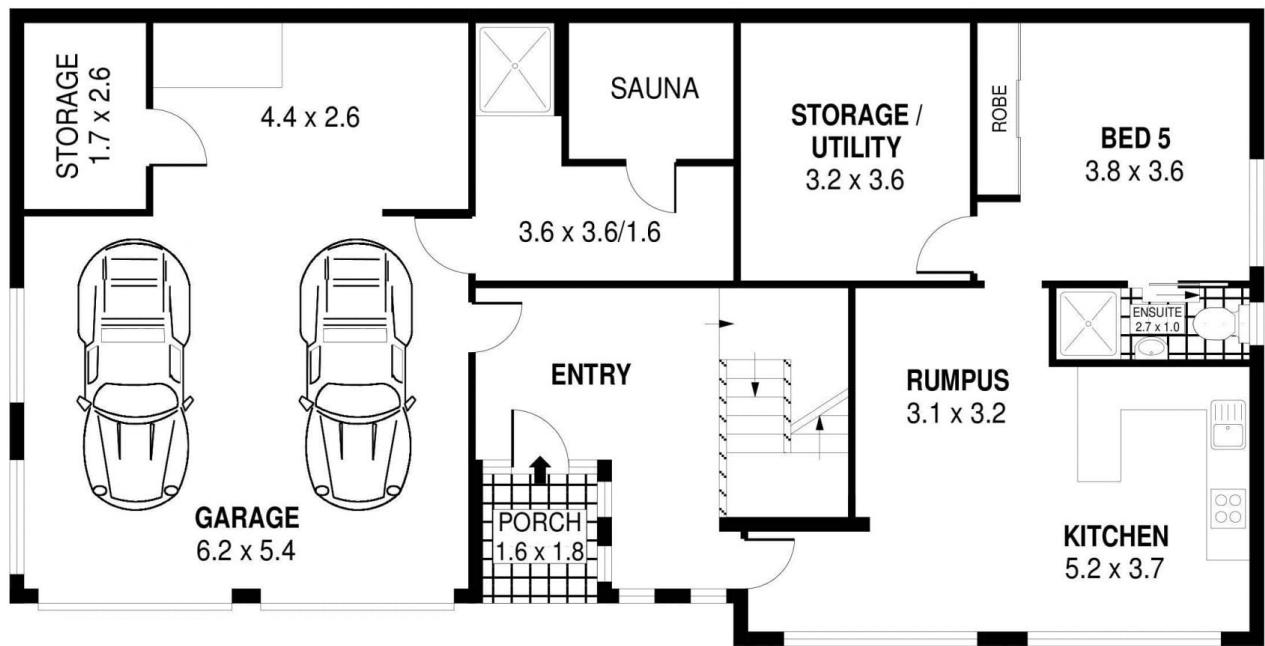 STORAGE
1.7 x 2.6
4.4 x 2.6
SAUNA
3.6 x 3.6/1.6
STORAGE /
UTILITY
3.2 x 3.6
ROBE
BED 5
3.8 x 3.6
ENSUITE
2.7 x 1.0
ENTRY
RUMPUS
3.1 x 3.2
GARAGE
6.2 x 5.4
PORCH
1.6 x 1.8
KITCHEN
5.2 x 3.7